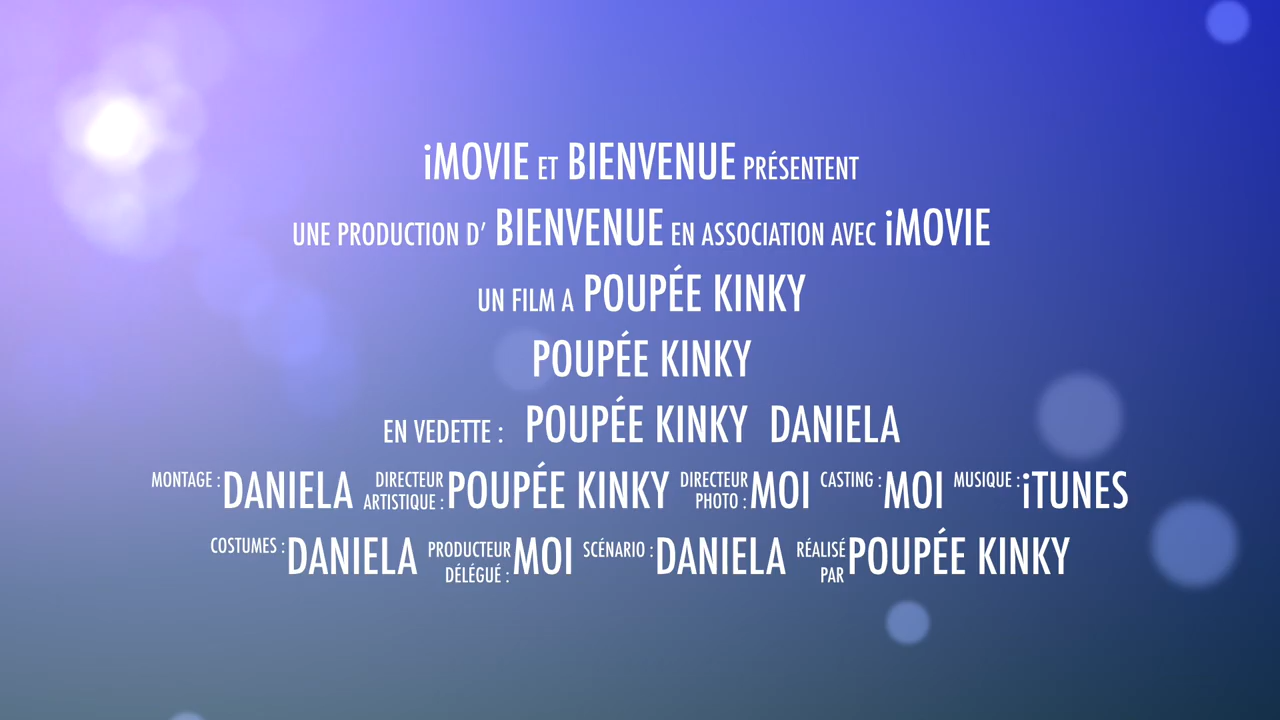 iMOVIE ET BIENVENUE PRÉSENTENT
UNE PRODUCTION D’ BIENVENUE EN ASSOCIATION AVEC iMOVIE
UN FILM A POUPÉE KINKY
POUPÉE KINKY
EN VEDETTE : POUPÉE KINKY DANIELA
MONTAGE : DANIELA DIRECTEUR ARTISTIQUE : POUPÉE KINKY DIRECTEUR PHOTO : MOI CASTING : MOI MUSIQUE : iTUNES
COSTUMES : DANIELA PRODUCTEUR DÉLÉGUÉ : MOI SCÉNARIO : DANIELA RÉALISÉ PAR POUPÉE KINKY